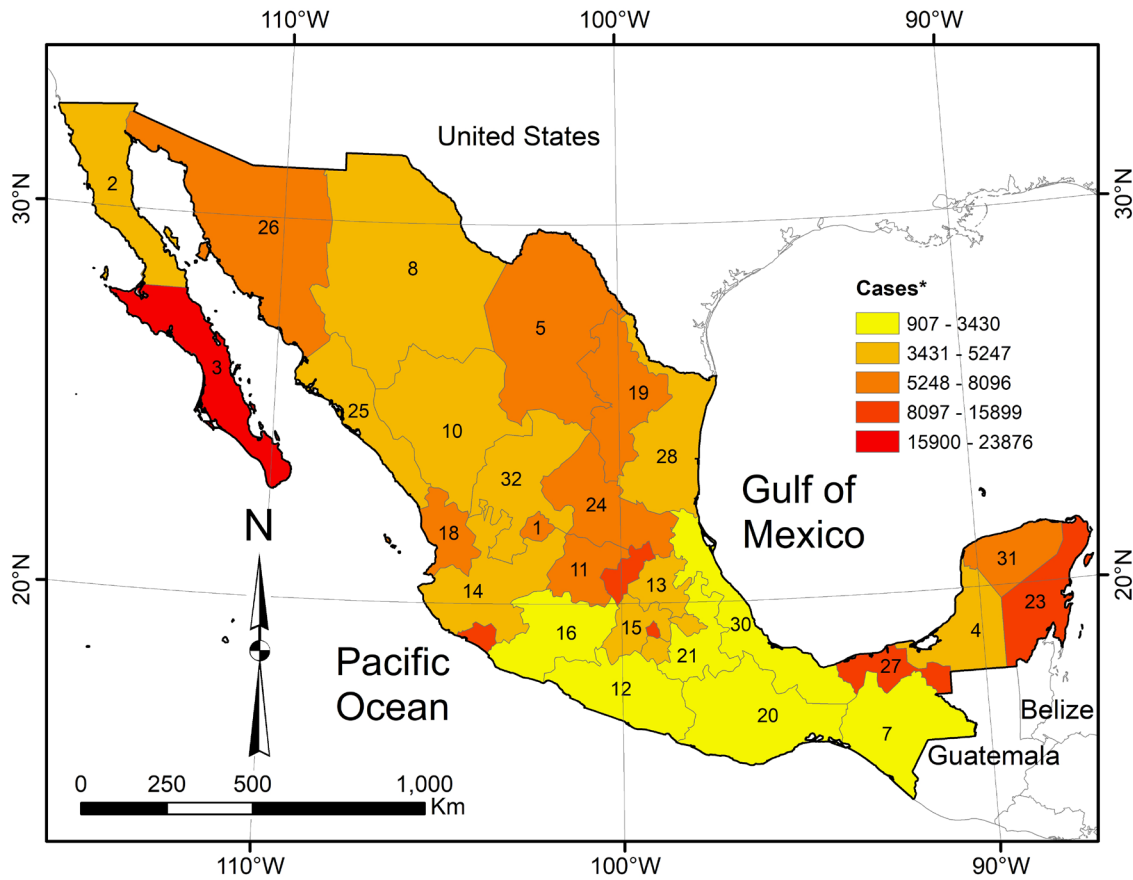 110°W 100°W 90°W
United States
30°N
30°N
2
26
8
5
3
19
25
10
28
32
24
18
1
11
14
13
16
15
30
21
12
20
7
27
4
31
23
Cases*
907 - 3430
3431 - 5247
5248 - 8096
8097 - 15899
15900 - 23876
Gulf of
Mexico
N
20°N
20°N
Pacific
Ocean
Belize
Guatemala
0 250 500 1,000
Km
110°W 100°W 90°W